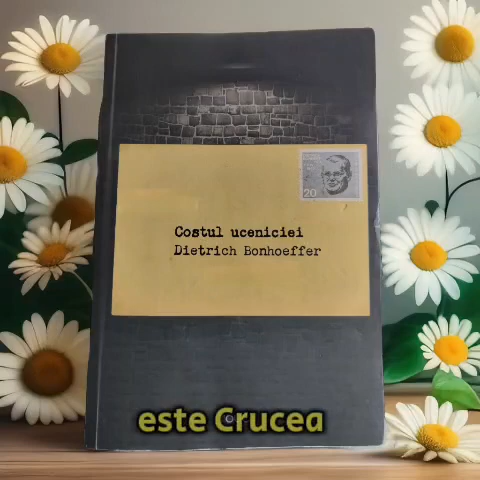 20
Costul uceniciei
Dietrich Bonhoeffer
este Crucea